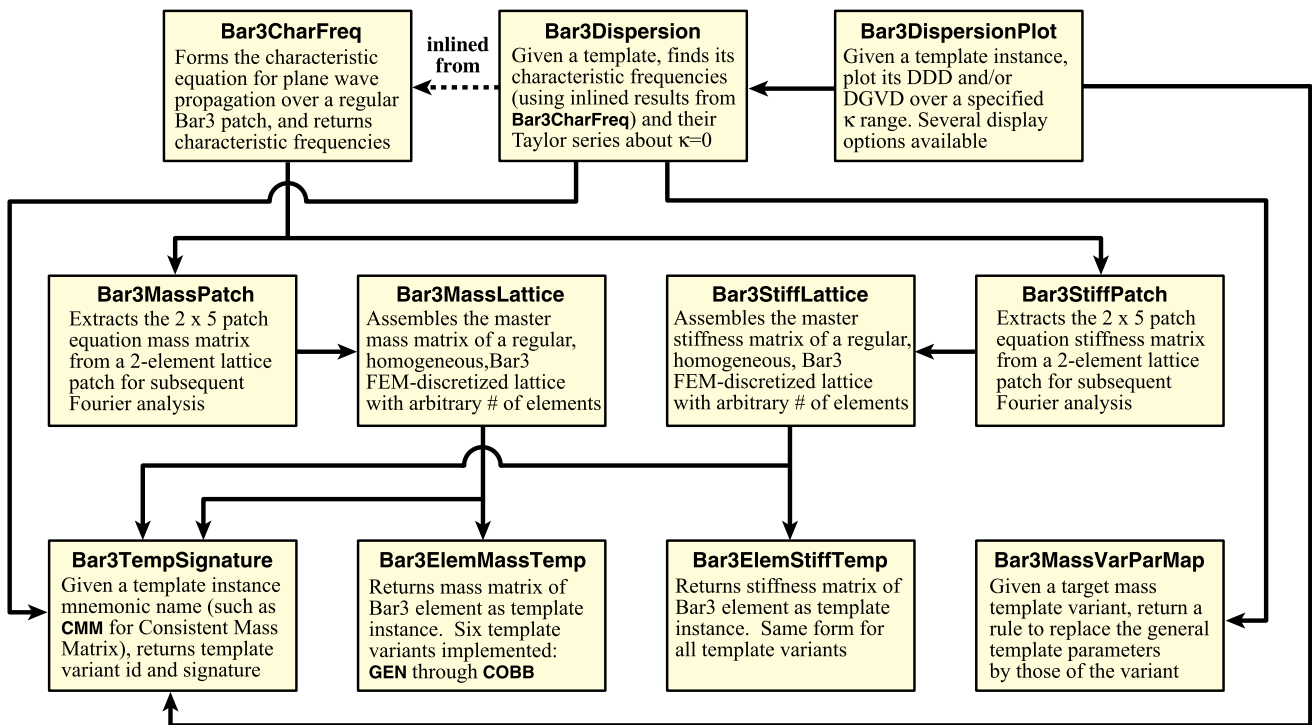 Bar3CharFreq
Forms the characteristic
equation for plane wave
propagation over a regular
Bar3 patch, and returns
characteristic frequencies
inlined
from
Bar3Dispersion
Given a template, finds its
characteristic frequencies
(using inlined results from
Bar3CharFreq) and their
Taylor series about κ=0
Bar3DispersionPlot
Given a template instance,
plot its DDD and/or
DGVD over a specified
κ range. Several display
options available
Bar3MassPatch
Extracts the 2 x 5 patch
equation mass matrix
from a 2-element lattice
patch for subsequent
Fourier analysis
Bar3MassLattice
Assembles the master
mass matrix of a regular,
homogeneous,Bar3
FEM-discretized lattice
with arbitrary # of elements
Bar3StiffLattice
Assembles the master
stiffness matrix of a regular,
homogeneous, Bar3
FEM-discretized lattice
with arbitrary # of elements
Bar3StiffPatch
Extracts the 2 x 5 patch
equation stiffness matrix
from a 2-element lattice
patch for subsequent
Fourier analysis
Bar3TempSignature
Given a template instance
mnemonic name (such as
CMM for Consistent Mass
Matrix), returns template
variant id and signature
Bar3ElemMassTemp
Returns mass matrix of
Bar3 element as template
instance. Six template
variants implemented:
GEN through COBB
Bar3ElemStiffTemp
Returns stiffness matrix of
Bar3 element as template
instance. Same form for
all template variants
Bar3MassVarParMap
Given a target mass
template variant, return a
rule to replace the general
template parameters
by those of the variant